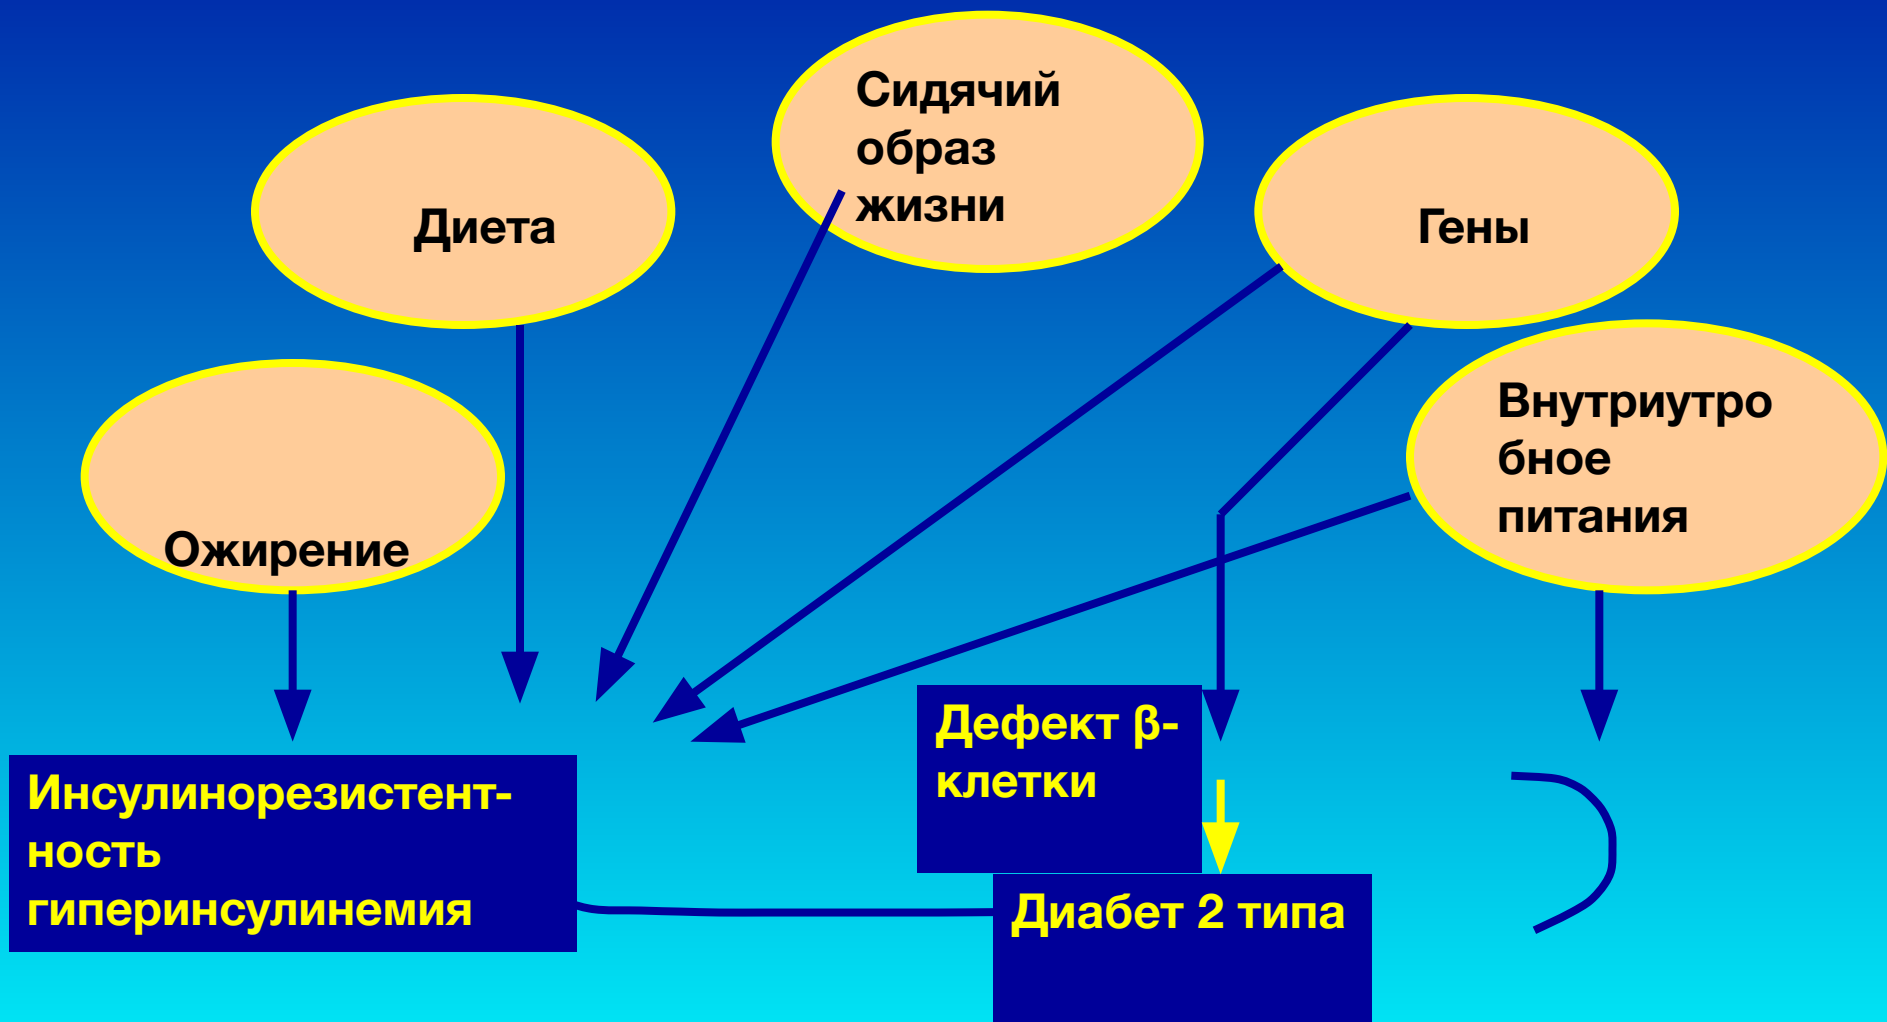 Сидячий
образ
жизни
Диета
Гены
Внутриутро
бное
питания
Ожирение
Дефект β-
клетки
Инсулинорезистент-
ность
гиперинсулинемия
Диабет 2 типа